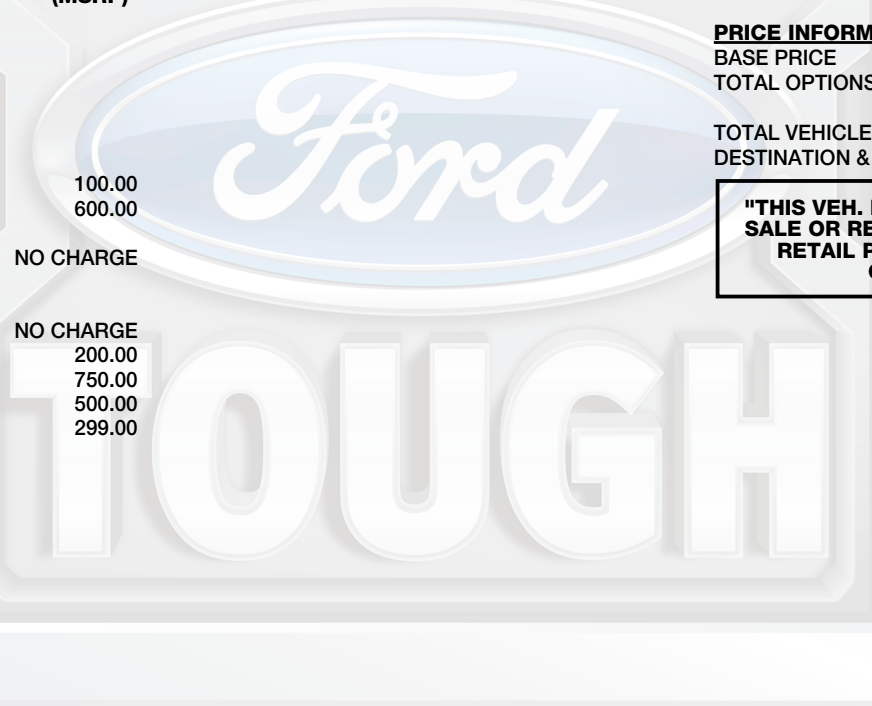 (MSRP)
100.00
600.00
NO CHARGE
NO CHARGE
200.00
750.00
500.00
299.00
PRICE INFORM
BASE PRICE
TOTAL OPTIONS
TOTAL VEHICLE
DESTINATION &
"THIS VEH.
SALE OR RE
RETAIL P
Ford
TOUGH